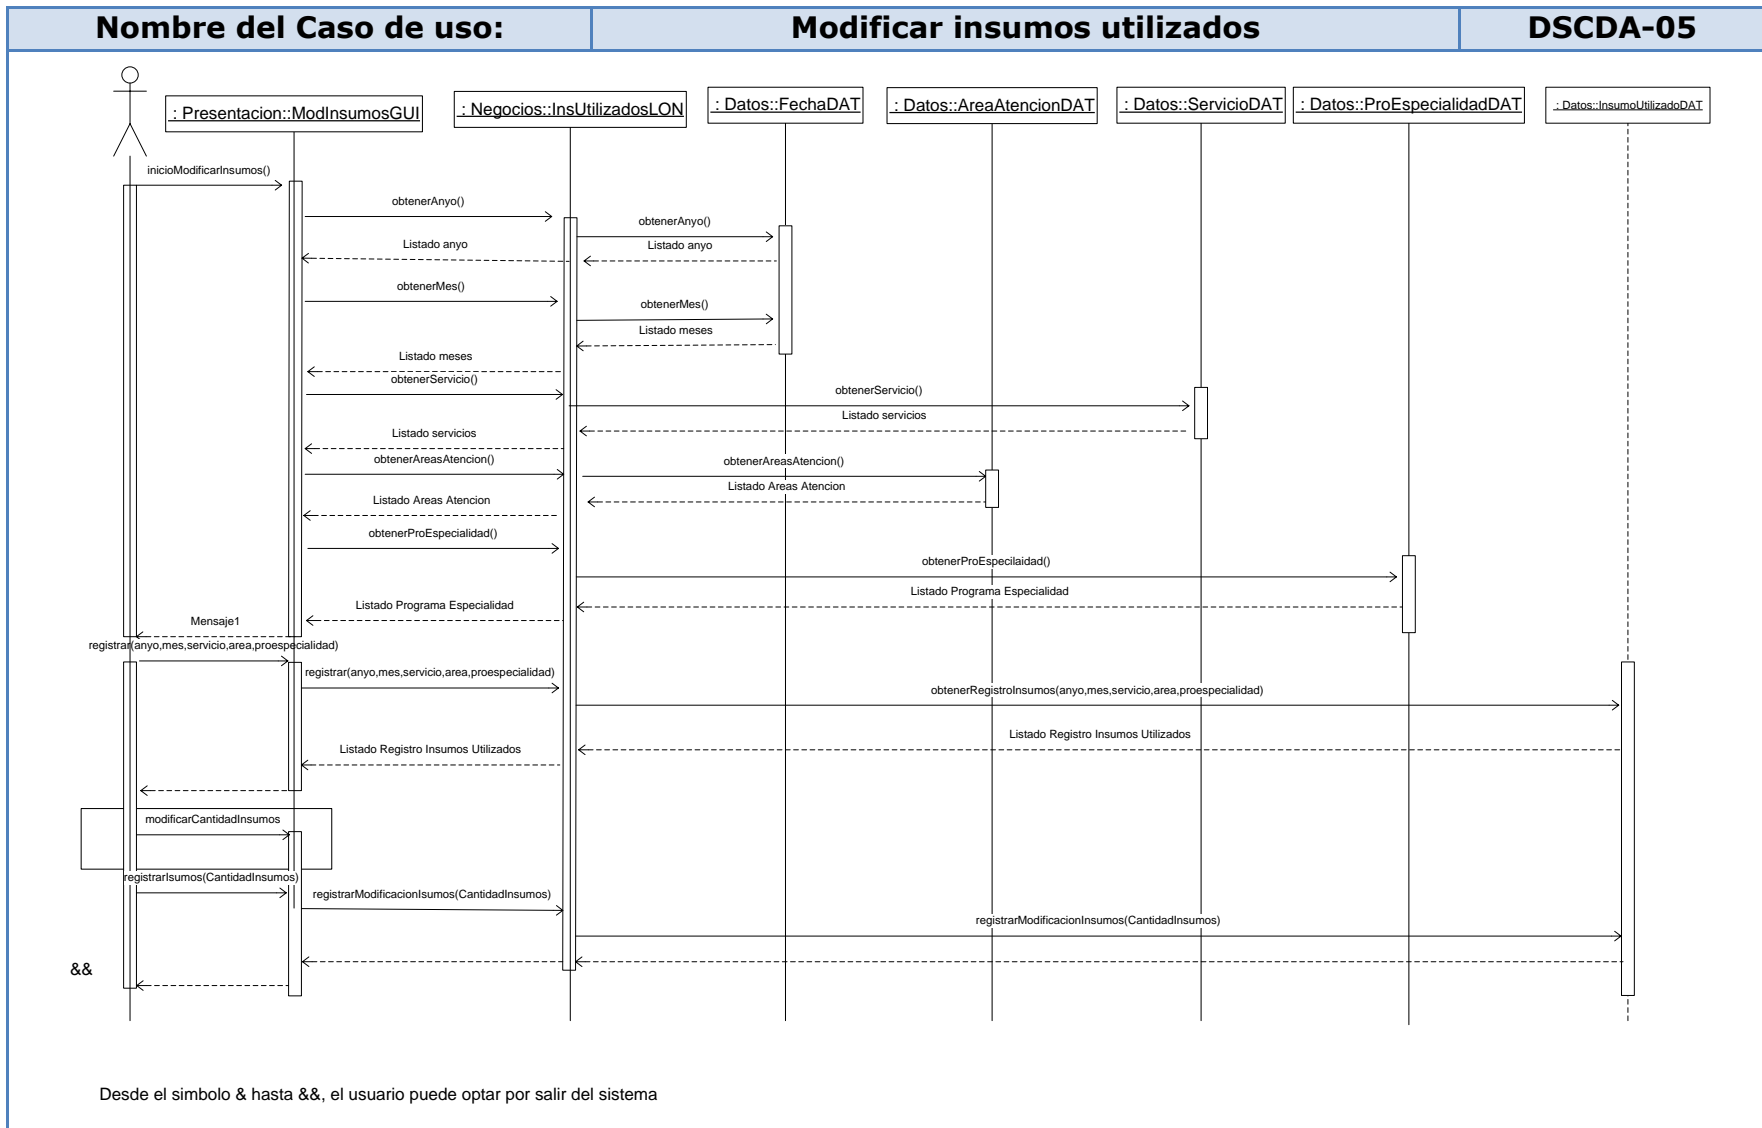 Nombre del Caso de uso:
Modificar insumos utilizados
DSCDA-05
: Presentacion::ModInsumosGUI
: Negocios::InsUtilizadosLON
: Datos::FechaDAT
: Datos::AreaAtencionDAT
: Datos::ServicioDAT
: Datos::ProEspecialidadDAT
: Datos::InsumoUtilizadoDAT
inicioModificarInsumos()
obtenerAnyo()
obtenerAnyo()
Listado anyo
Listado anyo
obtenerMes()
obtenerMes()
Listado meses
Listado meses
obtenerServicio()
obtenerServicio()
Listado servicios
Listado servicios
obtenerAreasAtencion()
obtenerAreasAtencion()
Listado Areas Atencion
Listado Areas Atencion
obtenerProEspecialidad()
obtenerProEspecilaidad()
Listado Programa Especialidad
Listado Programa Especialidad
Mensaje1
registrar(anyo,mes,servicio,area,proespecialidad)
registrar(anyo,mes,servicio,area,proespecialidad)
obtenerRegistroInsumos(anyo,mes,servicio,area,proespecialidad)
Listado Registro Insumos Utilizados
Listado Registro Insumos Utilizados
modificarCantidadInsumos
registrarIsumos(CantidadInsumos)
registrarModificacionIsumos(CantidadInsumos)
registrarModificacionInsumos(CantidadInsumos)
&&
Desde el simbolo & hasta &&, el usuario puede optar por salir del sistema